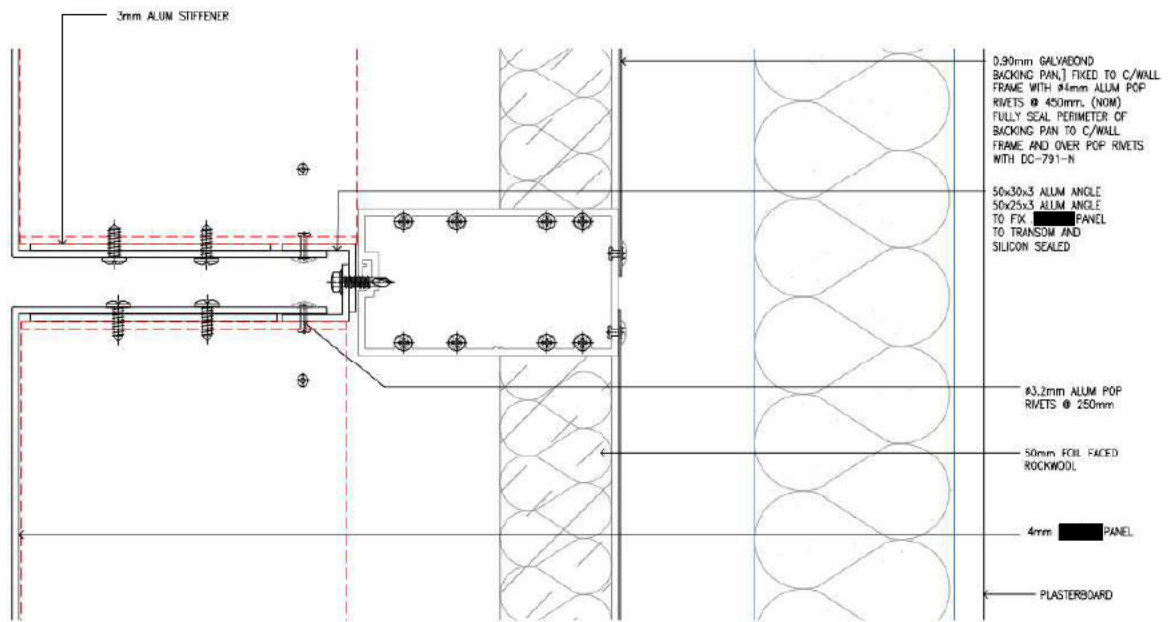 3mm ALUM STIFFENER
0.90mm GALVABOND
BACKING PAN,] FIXED TO C/WALL
FRAME WITH ø4mm ALUM POP
RIVETS @ 450mm. (NOM)
FULLY SEAL PERIMETER OF
BACKING PAN TO C/WALL
FRAME AND OVER POP RIVETS
WITH DC-791-N
50x30x3 ALUM ANGLE
50x25x3 ALUM ANGLE
TO FIX PANEL
TO TRANSOM AND
SILICON SEALED
ø3.2mm ALUM POP
RIVETS @ 250mm
50mm FOIL FACED
ROCKWOOL
4mm PANEL
PLASTERBOARD